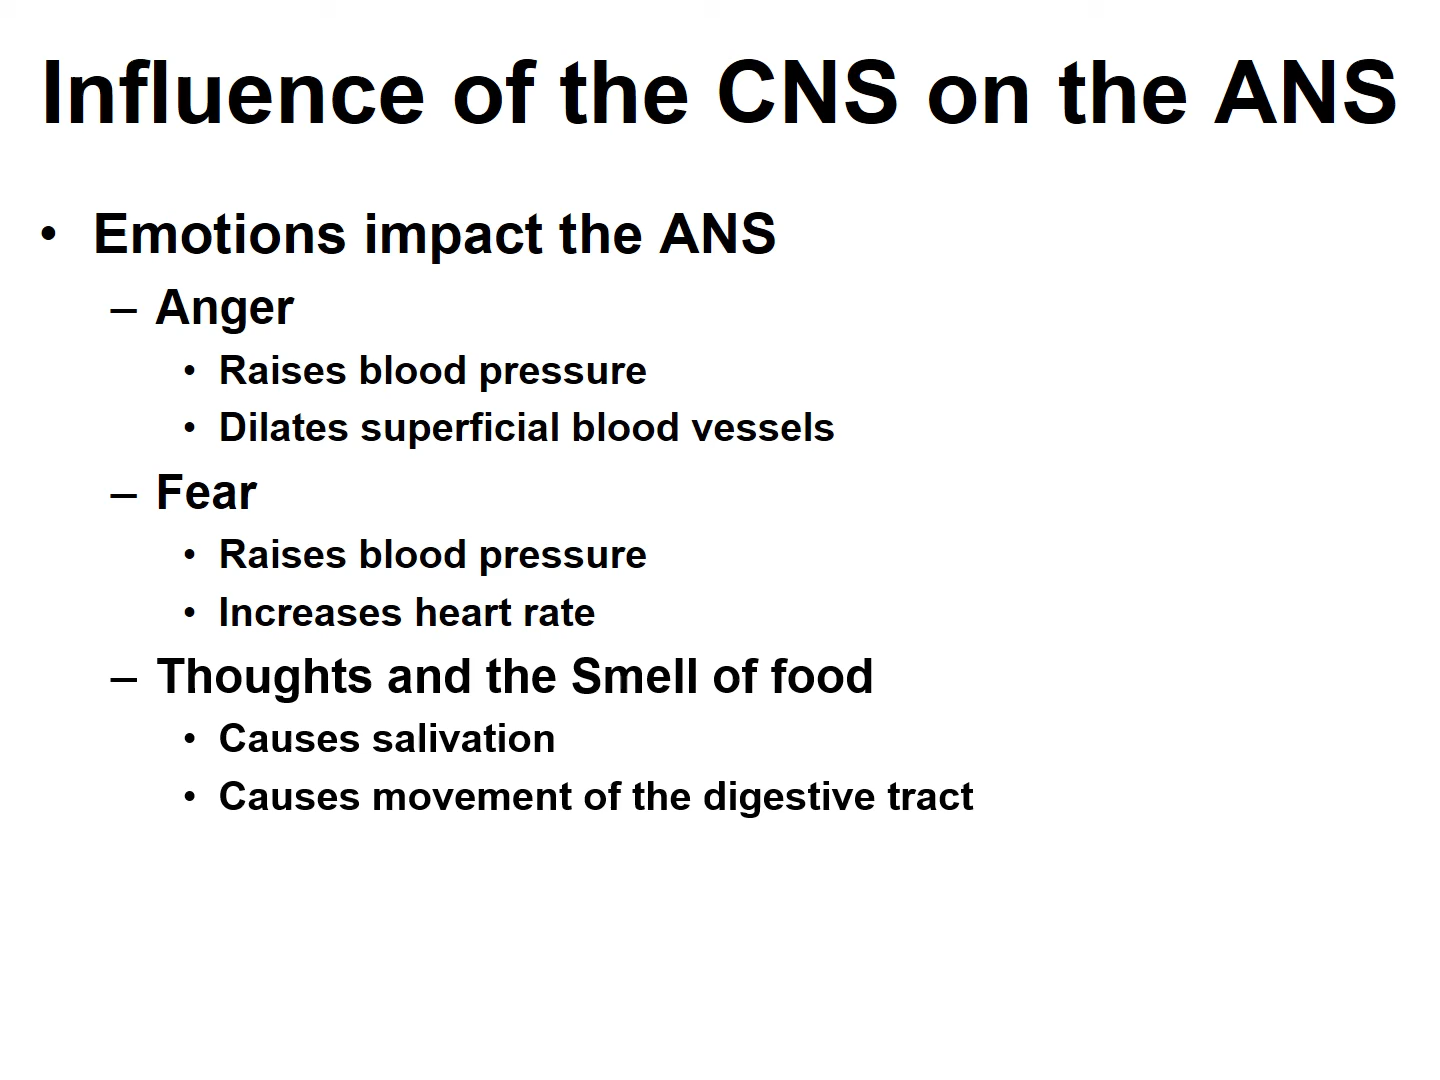 Influence of the CNS on the ANS
• Emotions impact the ANS
– Anger
• Raises blood pressure
• Dilates superficial blood vessels
– Fear
• Raises blood pressure
• Increases heart rate
– Thoughts and the Smell of food
• Causes salivation
• Causes movement of the digestive tract